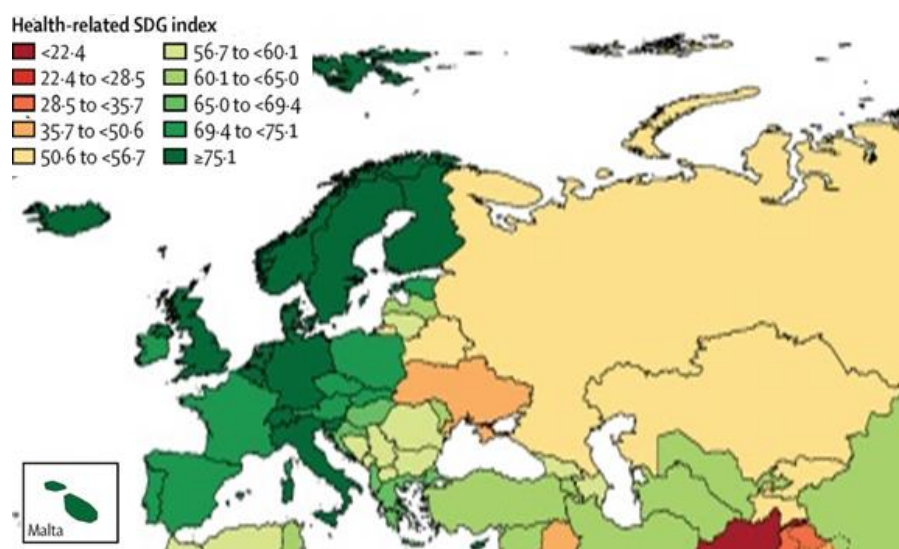 Health-related SDG index
<22·4
22·4 to <28·5
28·5 to <35·7
35·7 to <50·6
50·6 to <56·7
56·7 to <60·1
60·1 to <65·0
65·0 to <69·4
69·4 to <75·1
≥75·1
Malta